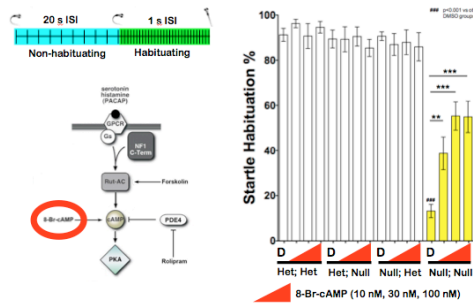 20 s ISI
1 s ISI
Non-habituating
Habituating
serotonin
histamine
(PACAP)
GPCR
Gs
NF1
C-Term
Rut-AC
Forskolin
8-Br-cAMP
cAMP
PDE4
PKA
Rolipram
### p<0.001 vs
DMSO group
Startle Habituation %
100
80
60
40
20
0
***
***
**
###
D
D
D
D
Het; Het
Het; Null
Null; Het
Null; Null
8-Br-cAMP (10 nM, 30 nM, 100 nM)